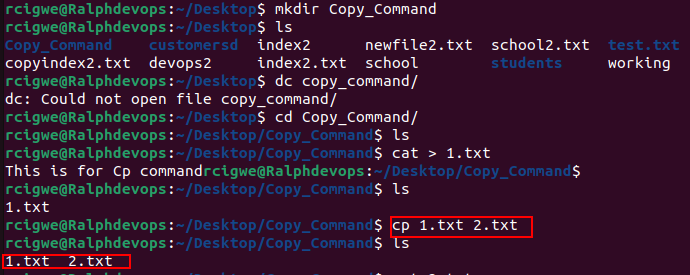 rcigwe@Ralphdevops:~/Desktop$ mkdir Copy_Command
rcigwe@Ralphdevops:~/Desktop$ ls
Copy_Command customersd index2 newfile2.txt school2.txt test.txt
copyindex2.txt devops2 index2.txt school students working
rcigwe@Ralphdevops:~/Desktop$ dc copy_command/
dc: Could not open file copy_command/
rcigwe@Ralphdevops:~/Desktop$ cd Copy_Command/
rcigwe@Ralphdevops:~/Desktop/Copy_Command$ ls
rcigwe@Ralphdevops:~/Desktop/Copy_Command$ cat > 1.txt
This is for Cp commandrcigwe@Ralphdevops:~/Desktop/Copy_Command$
rcigwe@Ralphdevops:~/Desktop/Copy_Command$ ls
1.txt
rcigwe@Ralphdevops:~/Desktop/Copy_Command$ cp 1.txt 2.txt
rcigwe@Ralphdevops:~/Desktop/Copy_Command$ ls
1.txt 2.txt